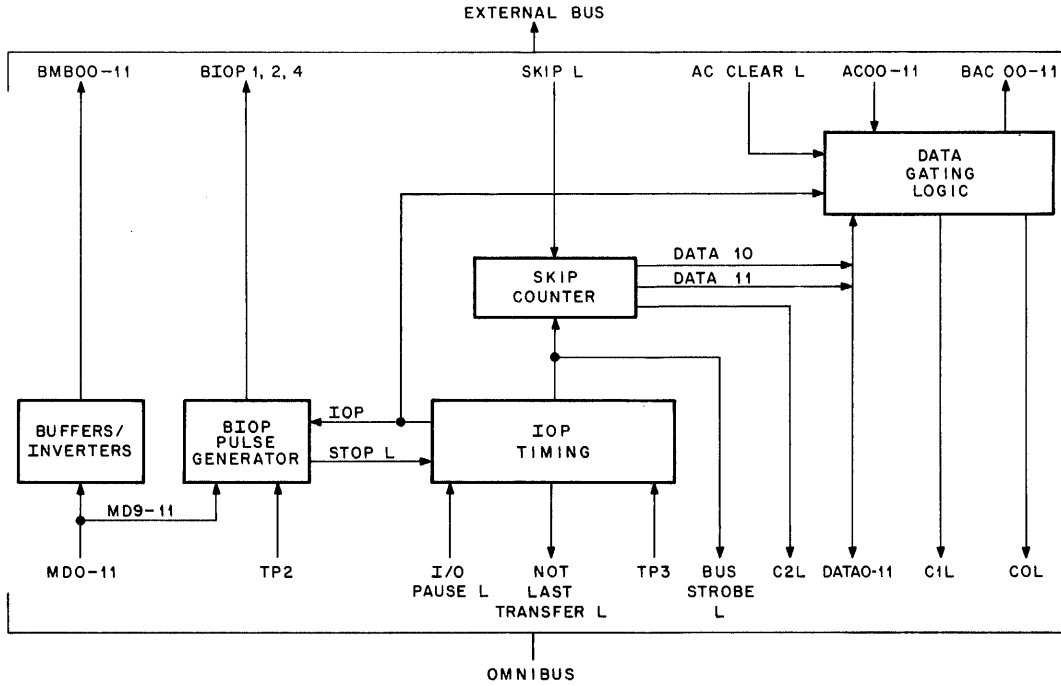 EXTERNAL BUS
BMB00-11
BIOP 1, 2, 4
SKIP L
AC CLEAR L
AC00-11
BAC 00-11
DATA
GATING
LOGIC
DATA 10
SKIP
COUNTER
DATA 11
BUFFERS/
INVERTERS
BIOP
PULSE
GENERATOR
IOP
STOP L
IOP
TIMING
MD9-11
MD0-11
TP2
I/O
PAUSE L
NOT
LAST
TRANSFER L
TP3
BUS
STROBE
L
C2L
DATA0-11
C1L
C0L
OMNIBUS